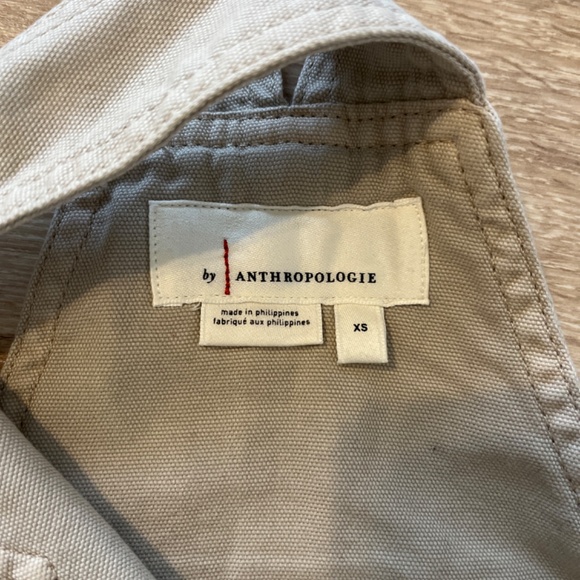 by ANTHROPOLOGIE
made in philippines
fabriqué aux philippines
XS